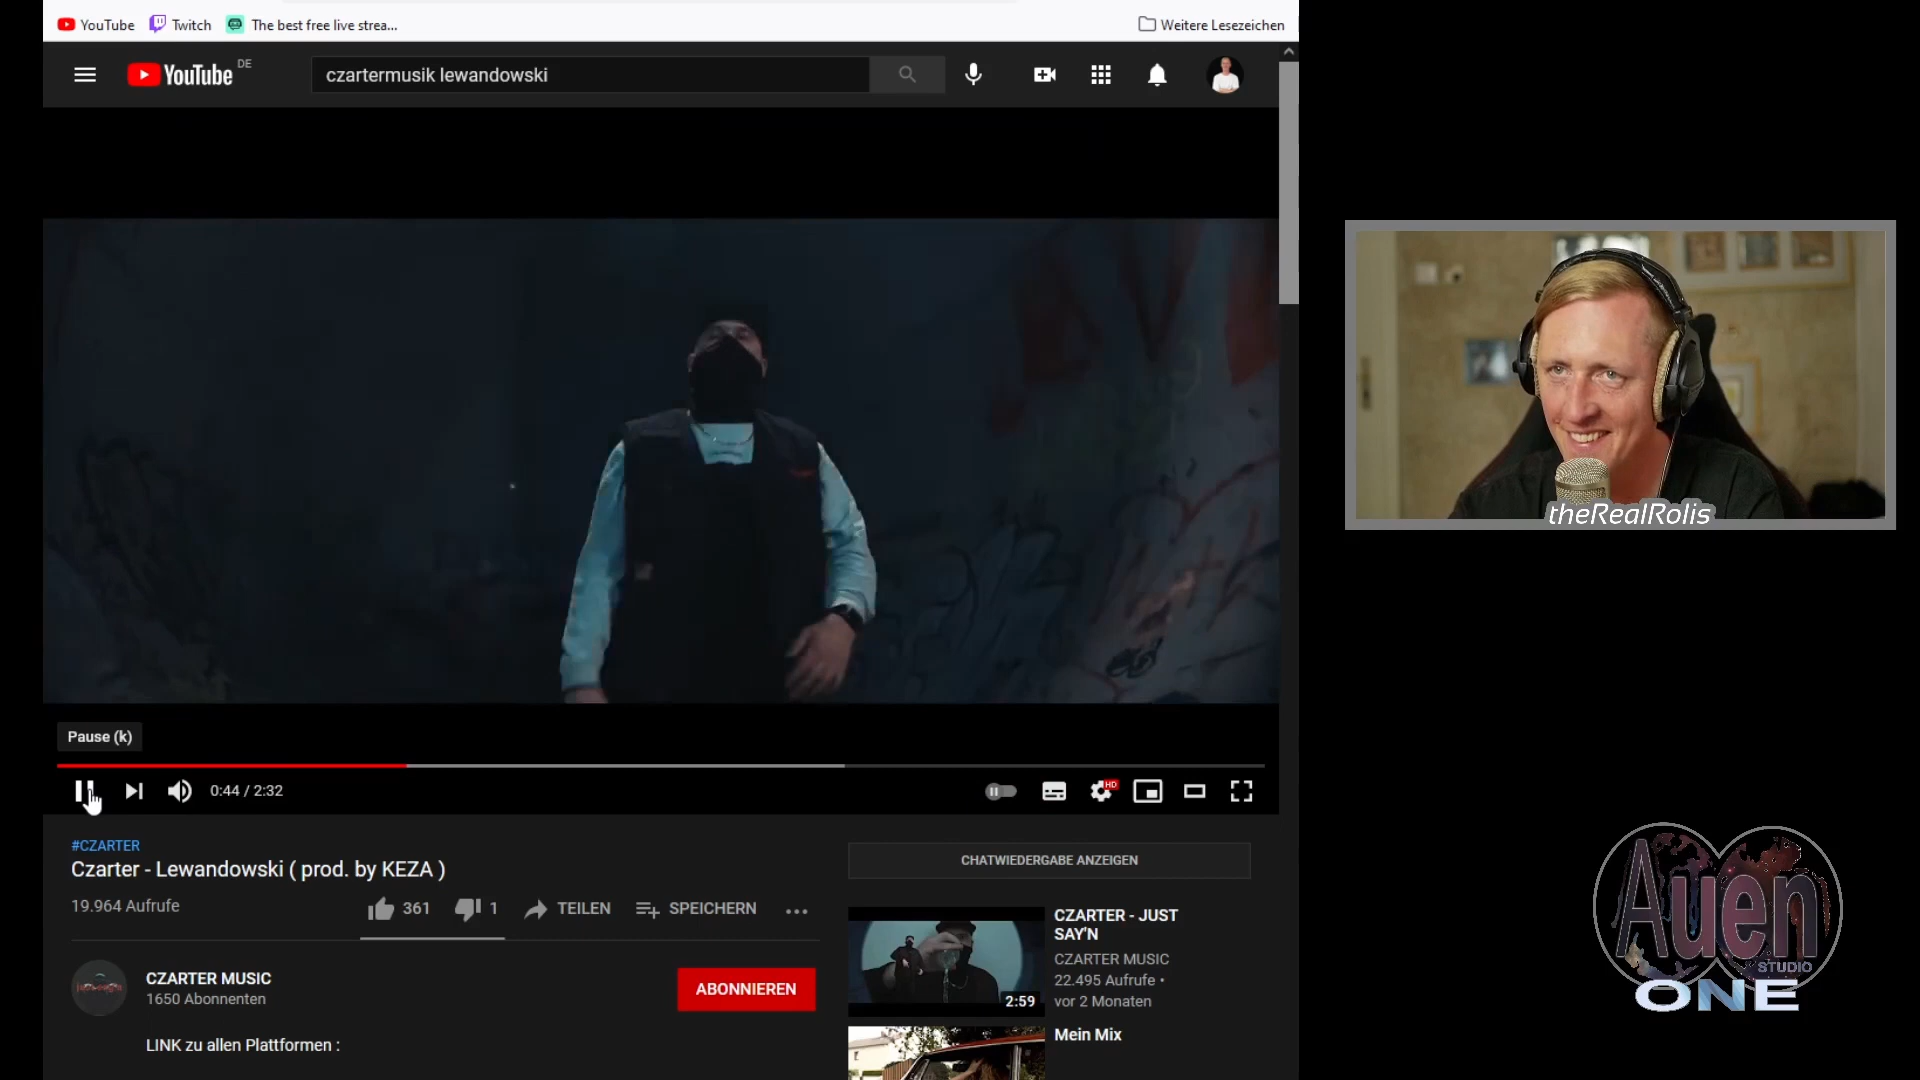 YouTube
Twitch
The best free live strea...
Weitere Lesezeichen
YouTube DE
czartermusik lewandowski
theRealRolis
Pause (k)
0:44 / 2:32
HD
#CZARTER
Czarter - Lewandowski ( prod. by KEZA )
19.964 Aufrufe
361
1
TEILEN
SPEICHERN
CZARTER MUSIC
1650 Abonnenten
ABONNIEREN
LINK zu allen Plattformen :
CHATWIEDERGABE ANZEIGEN
2:59
CZARTER - JUST
SAY'N
CZARTER MUSIC
22.495 Aufrufe •
vor 2 Monaten
Mein Mix
Auen
STUDIO
ONE